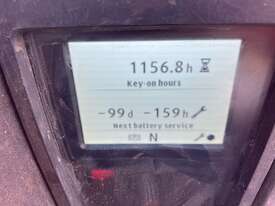 1156.8h
Key-on hours
-99d -159h
Next battery service
N